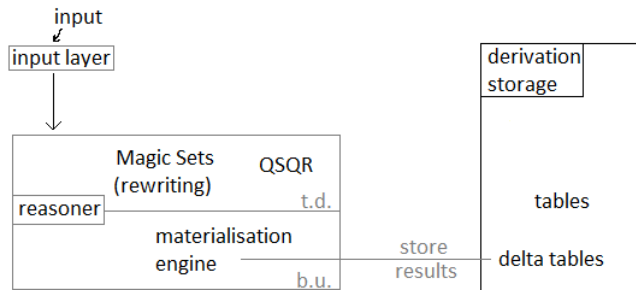 input
input layer
derivation
storage
Magic Sets
(rewriting)
QSQR
t.d.
reasoner
materialisation
engine
b.u.
store
results
tables
delta tables